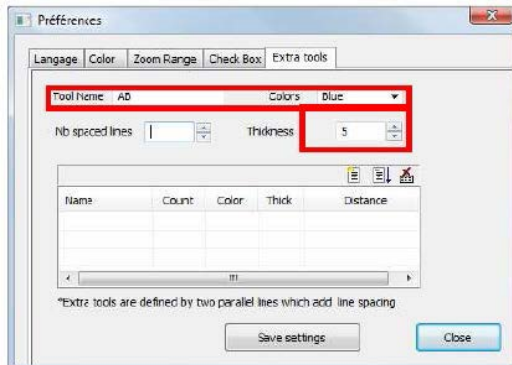 Préférences
Langage Color Zoom Range Check Box Extra tools
Tool Name AB Colors Blue
Nb spaced lines Thickness 5
Name Count Color Thick Distance
*Extra tools are defined by two parallel lines which add line spacing
Save settings Close